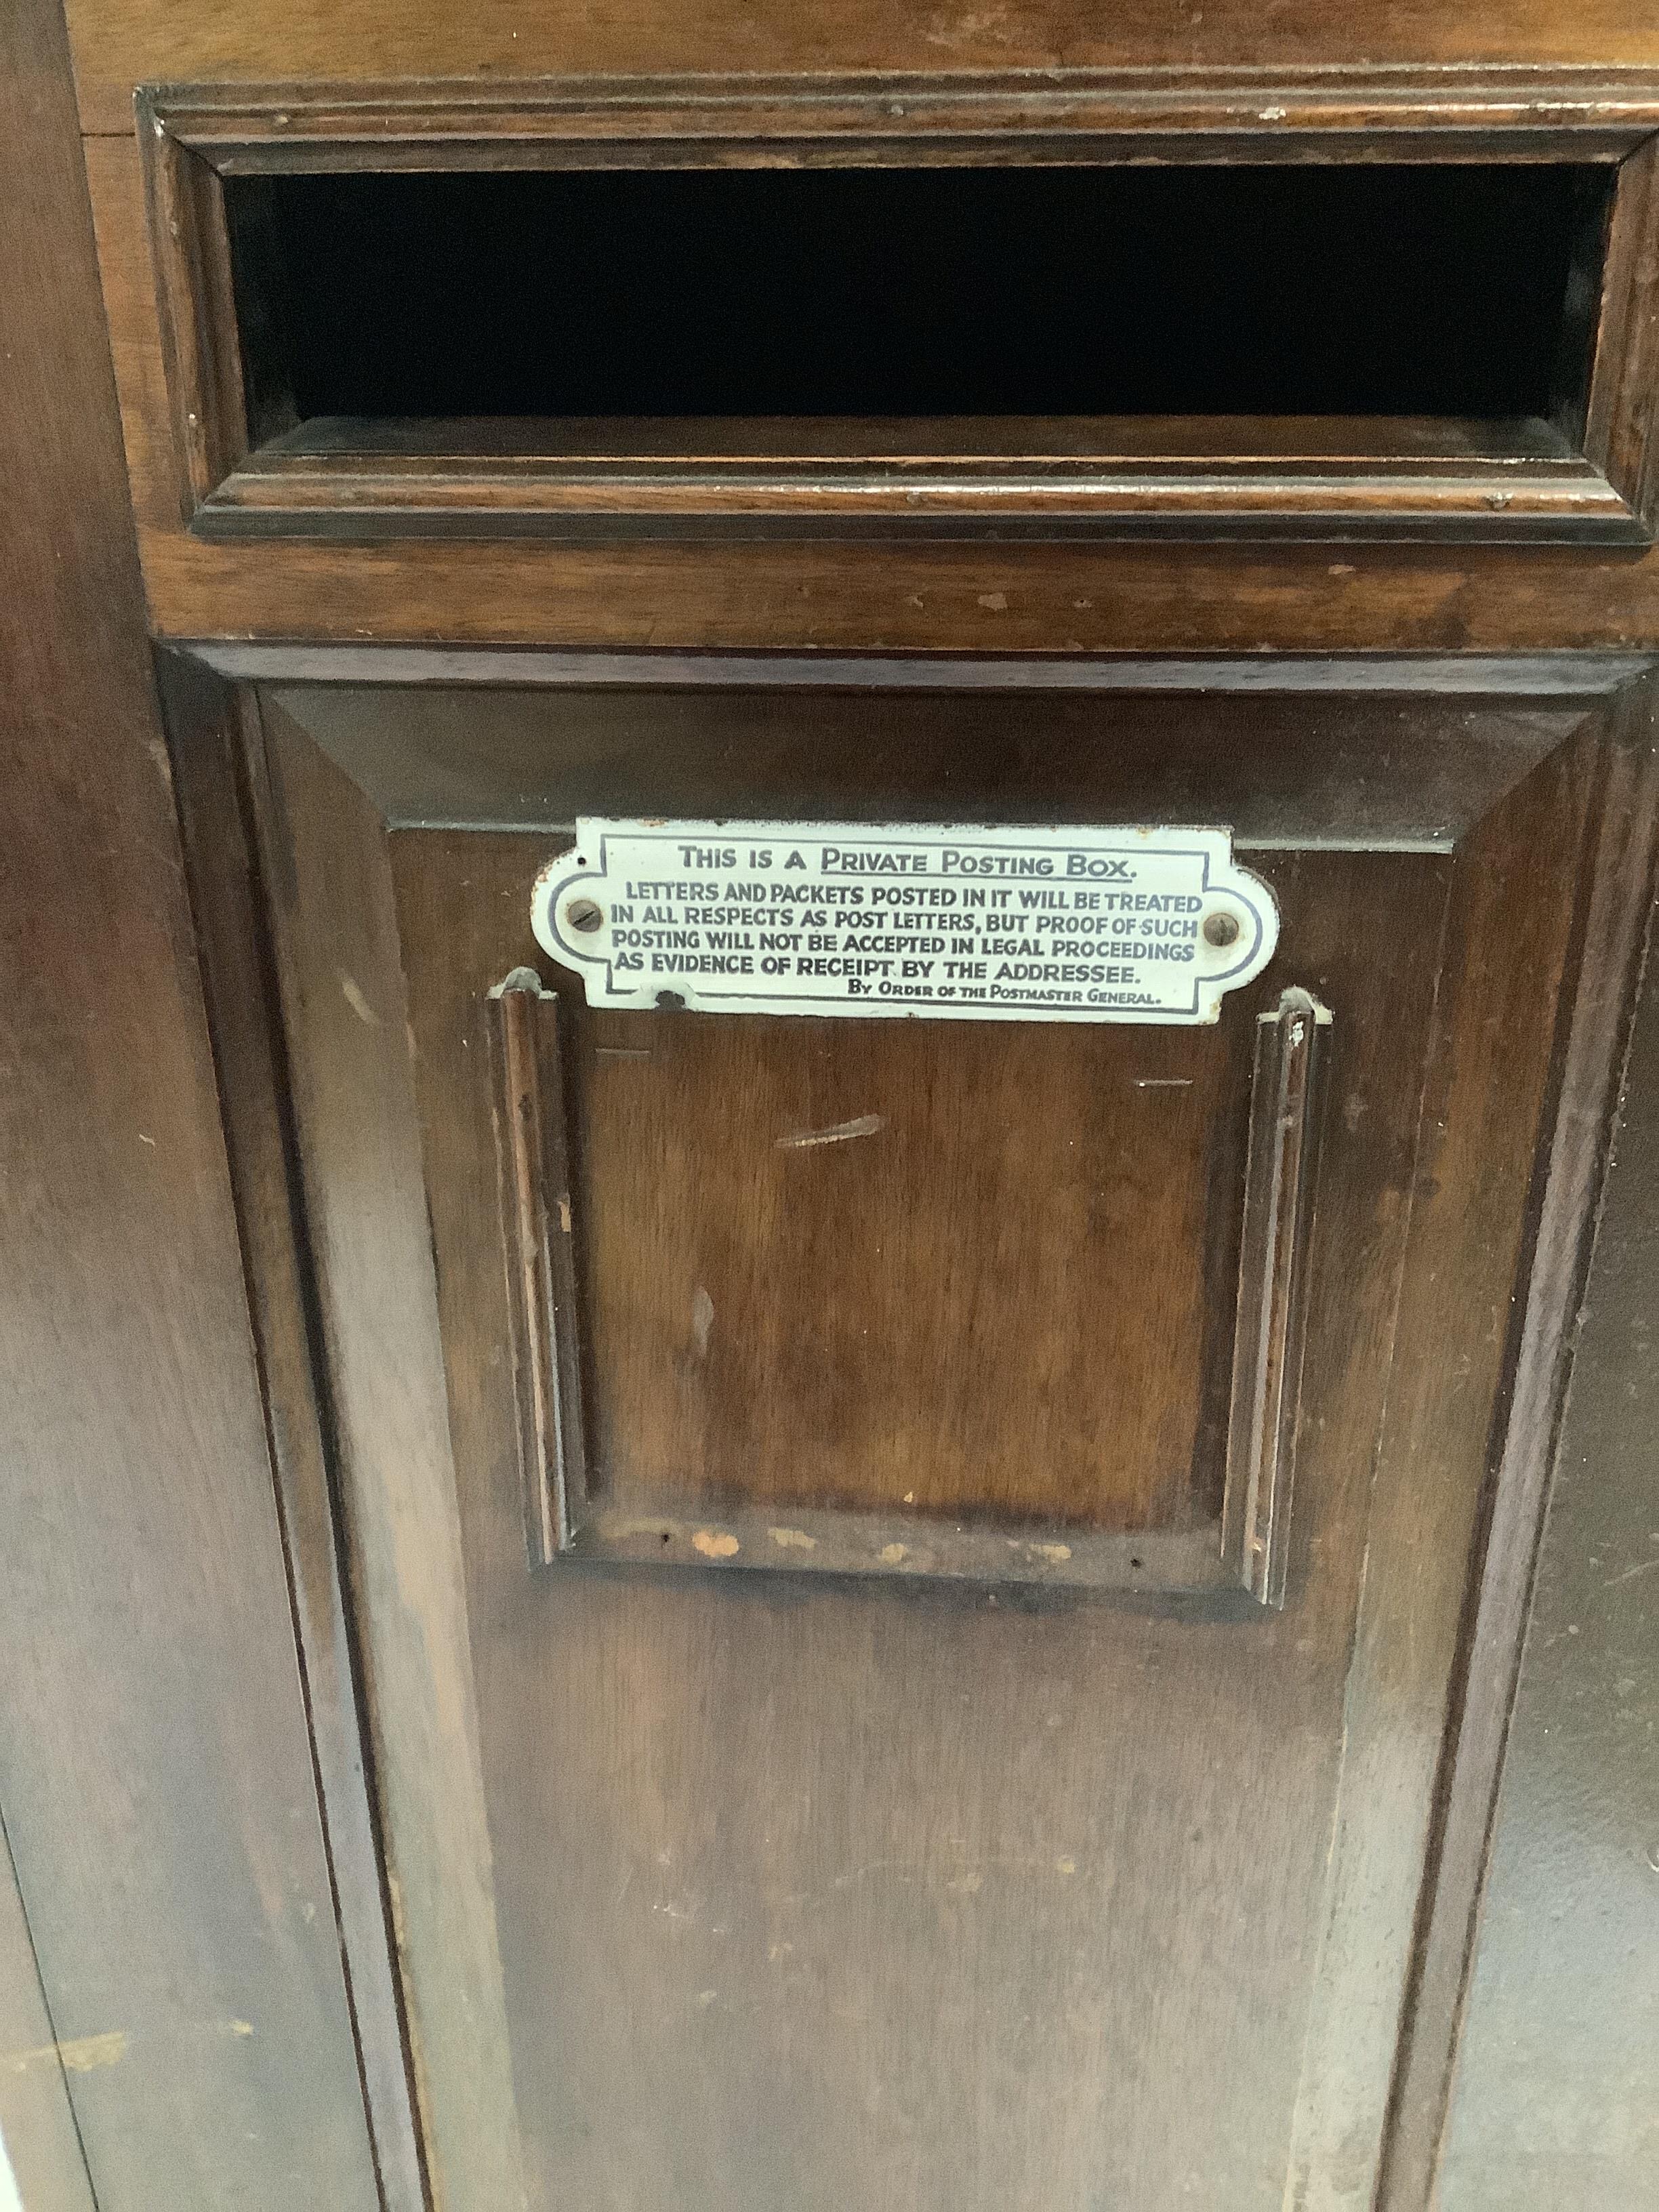 THIS IS A PRIVATE POSTING BOX.
LETTERS AND PACKETS POSTED IN IT WILL BE TREATED
IN ALL RESPECTS AS POST LETTERS, BUT PROOF OF SUCH
POSTING WILL NOT BE ACCEPTED IN LEGAL PROCEEDINGS
AS EVIDENCE OF RECEIPT BY THE ADDRESSEE.
BY ORDER OF THE POSTMASTER GENERAL.